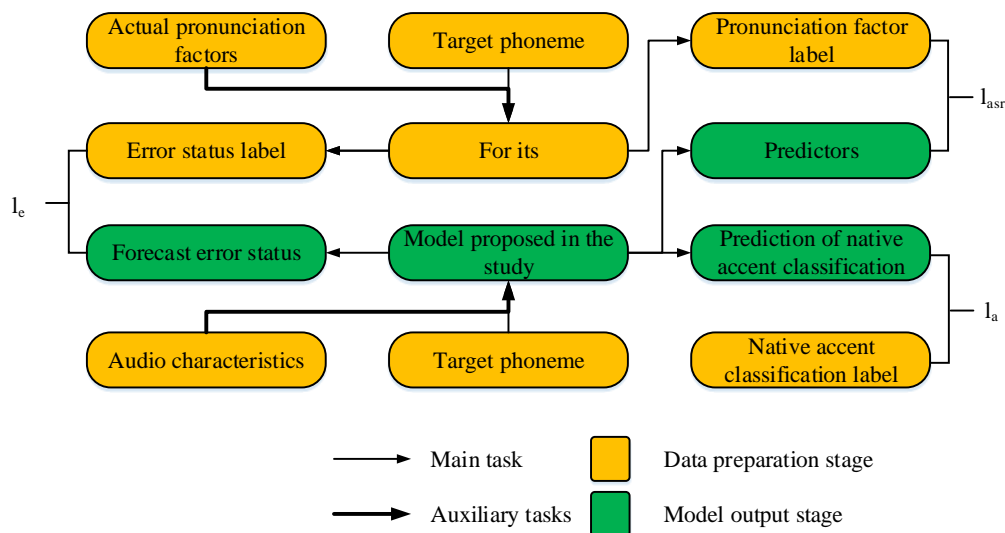 Actual pronunciation
factors
Target phoneme
Pronunciation factor
label
l_asr
Error status label
For its
Predictors
l_e
Forecast error status
Model proposed in the
study
Prediction of native
accent classification
l_a
Audio characteristics
Target phoneme
Native accent
classification label
Main task
Data preparation stage
Auxiliary tasks
Model output stage